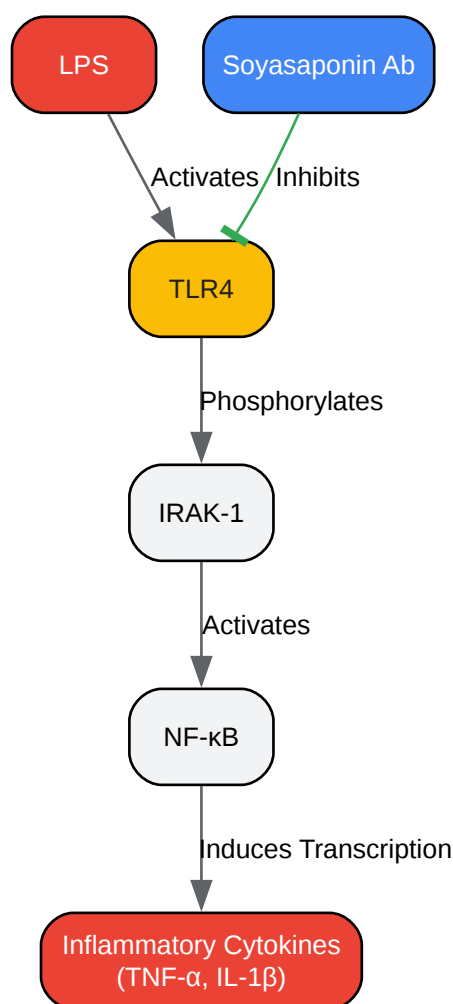 LPS
Soyasaponin Ab
Activates
Inhibits
TLR4
Phosphorylates
IRAK-1
Activates
NF-κB
Induces Transcription
Inflammatory Cytokines
(TNF-α, IL-1β)